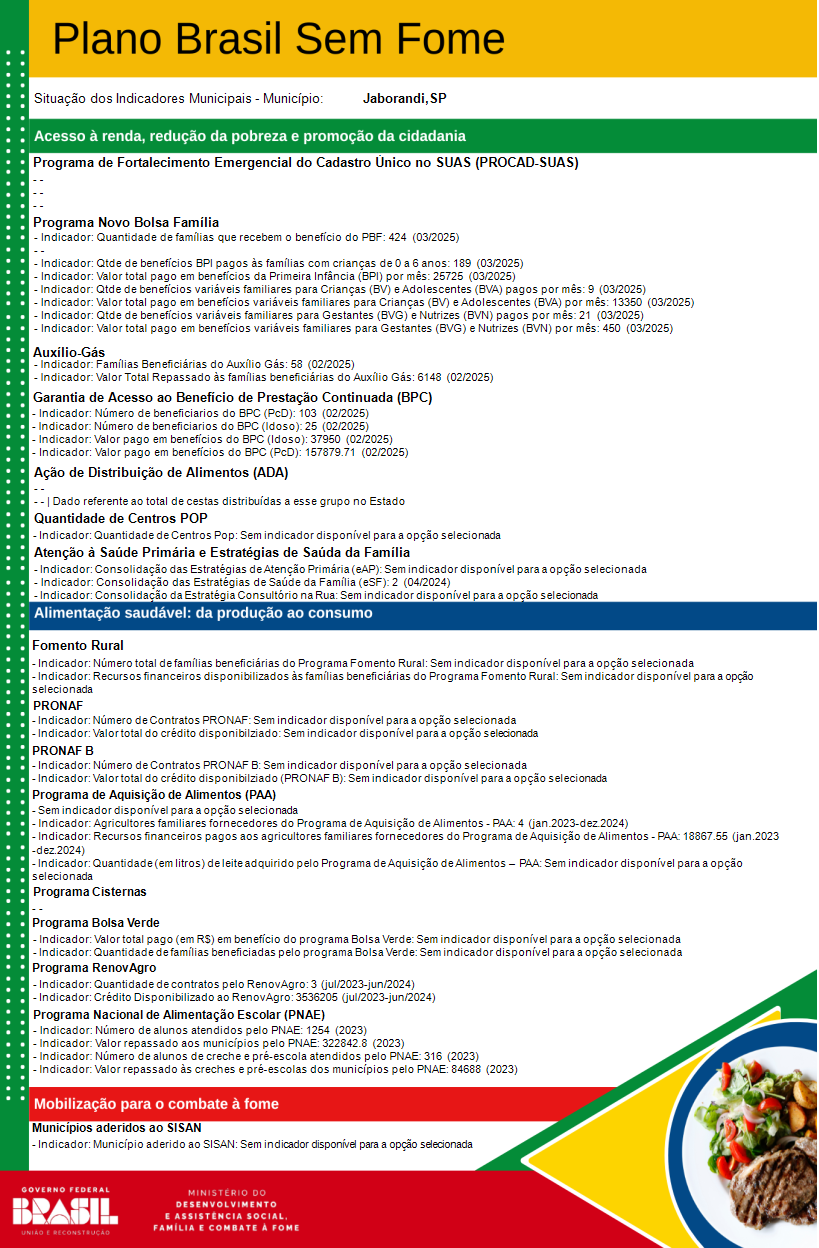 Plano Brasil Sem Fome
Situação dos Indicadores Municipais - Município: Jaborandi,SP
Acesso à renda, redução da pobreza e promoção da cidadania
Programa de Fortalecimento Emergencial do Cadastro Único no SUAS (PROCAD-SUAS)
- -
- -
- -
Programa Novo Bolsa Família
- Indicador: Quantidade de famílias que recebem o benefício do PBF: 424 (03/2025)
- -
- Indicador: Qtde de benefícios BPI pagos às famílias com crianças de 0 a 6 anos: 189 (03/2025)
- Indicador: Valor total pago em benefícios da Primeira Infância (BPI) por mês: 25725 (03/2025)
- Indicador: Qtde de benefícios variáveis familiares para Crianças (BV) e Adolescentes (BVA) pagos por mês: 9 (03/2025)
- Indicador: Valor total pago em benefícios variáveis familiares para Crianças (BV) e Adolescentes (BVA) por mês: 13350 (03/2025)
- Indicador: Qtde de benefícios variáveis familiares para Gestantes (BVG) e Nutrizes (BVN) pagos por mês: 21 (03/2025)
- Indicador: Valor total pago em benefícios variáveis familiares para Gestantes (BVG) e Nutrizes (BVN) por mês: 450 (03/2025)
Auxílio-Gás
- Indicador: Famílias Beneficiárias do Auxílio Gás: 58 (02/2025)
- Indicador: Valor Total Repassado às famílias beneficiárias do Auxílio Gás: 6148 (02/2025)
Garantia de Acesso ao Benefício de Prestação Continuada (BPC)
- Indicador: Número de beneficiarios do BPC (PcD): 103 (02/2025)
- Indicador: Número de beneficiarios do BPC (Idoso): 25 (02/2025)
- Indicador: Valor pago em benefícios do BPC (Idoso): 37950 (02/2025)
- Indicador: Valor pago em benefícios do BPC (PcD): 157879.71 (02/2025)
Ação de Distribuição de Alimentos (ADA)
- -
- - | Dado referente ao total de cestas distribuídas a esse grupo no Estado
Quantidade de Centros POP
- Indicador: Quantidade de Centros Pop: Sem indicador disponível para a opção selecionada
Atenção à Saúde Primária e Estratégias de Saúda da Família
- Indicador: Consolidação das Estratégias de Atenção Primária (eAP): Sem indicador disponível para a opção selecionada
- Indicador: Consolidação das Estratégias de Saúde da Família (eSF): 2 (04/2024)
- Indicador: Consolidação da Estratégia Consultório na Rua: Sem indicador disponível para a opção selecionada
Alimentação saudável: da produção ao consumo
Fomento Rural
- Indicador: Número total de famílias beneficiárias do Programa Fomento Rural: Sem indicador disponível para a opção selecionada
- Indicador: Recursos financeiros disponibilizados às famílias beneficiárias do Programa Fomento Rural: Sem indicador disponível para a opção
selecionada
PRONAF
- Indicador: Número de Contratos PRONAF: Sem indicador disponível para a opção selecionada
- Indicador: Valor total do crédito disponibilziado: Sem indicador disponível para a opção selecionada
PRONAF B
- Indicador: Número de Contratos PRONAF B: Sem indicador disponível para a opção selecionada
- Indicador: Valor total do crédito disponibilziado (PRONAF B): Sem indicador disponível para a opção selecionada
Programa de Aquisição de Alimentos (PAA)
- Sem indicador disponível para a opção selecionada
- Indicador: Agricultores familiares fornecedores do Programa de Aquisição de Alimentos - PAA: 4 (jan.2023-dez.2024)
- Indicador: Recursos financeiros pagos aos agricultores familiares fornecedores do Programa de Aquisição de Alimentos - PAA: 18867.55 (jan.2023
-dez.2024)
- Indicador: Quantidade (em litros) de leite adquirido pelo Programa de Aquisição de Alimentos – PAA: Sem indicador disponível para a opção
selecionada
Programa Cisternas
- -
Programa Bolsa Verde
- Indicador: Valor total pago (em R$) em benefício do programa Bolsa Verde: Sem indicador disponível para a opção selecionada
- Indicador: Quantidade de famílias beneficiadas pelo programa Bolsa Verde: Sem indicador disponível para a opção selecionada
Programa RenovAgro
- Indicador: Quantidade de contratos pelo RenovAgro: 3 (jul/2023-jun/2024)
- Indicador: Crédito Disponibilizado ao RenovAgro: 3536205 (jul/2023-jun/2024)
Programa Nacional de Alimentação Escolar (PNAE)
- Indicador: Número de alunos atendidos pelo PNAE: 1254 (2023)
- Indicador: Valor repassado aos municípios pelo PNAE: 322842.8 (2023)
- Indicador: Número de alunos de creche e pré-escola atendidos pelo PNAE: 316 (2023)
- Indicador: Valor repassado às creches e pré-escolas dos municípios pelo PNAE: 84688 (2023)
Mobilização para o combate à fome
Municípios aderidos ao SISAN
- Indicador: Município aderido ao SISAN: Sem indicador disponível para a opção selecionada
GOVERNO FEDERAL
BRASIL
UNIÃO E RECONSTRUÇÃO
MINISTÉRIO DO
DESENVOLVIMENTO
E ASSISTÊNCIA SOCIAL,
FAMÍLIA E COMBATE À FOME